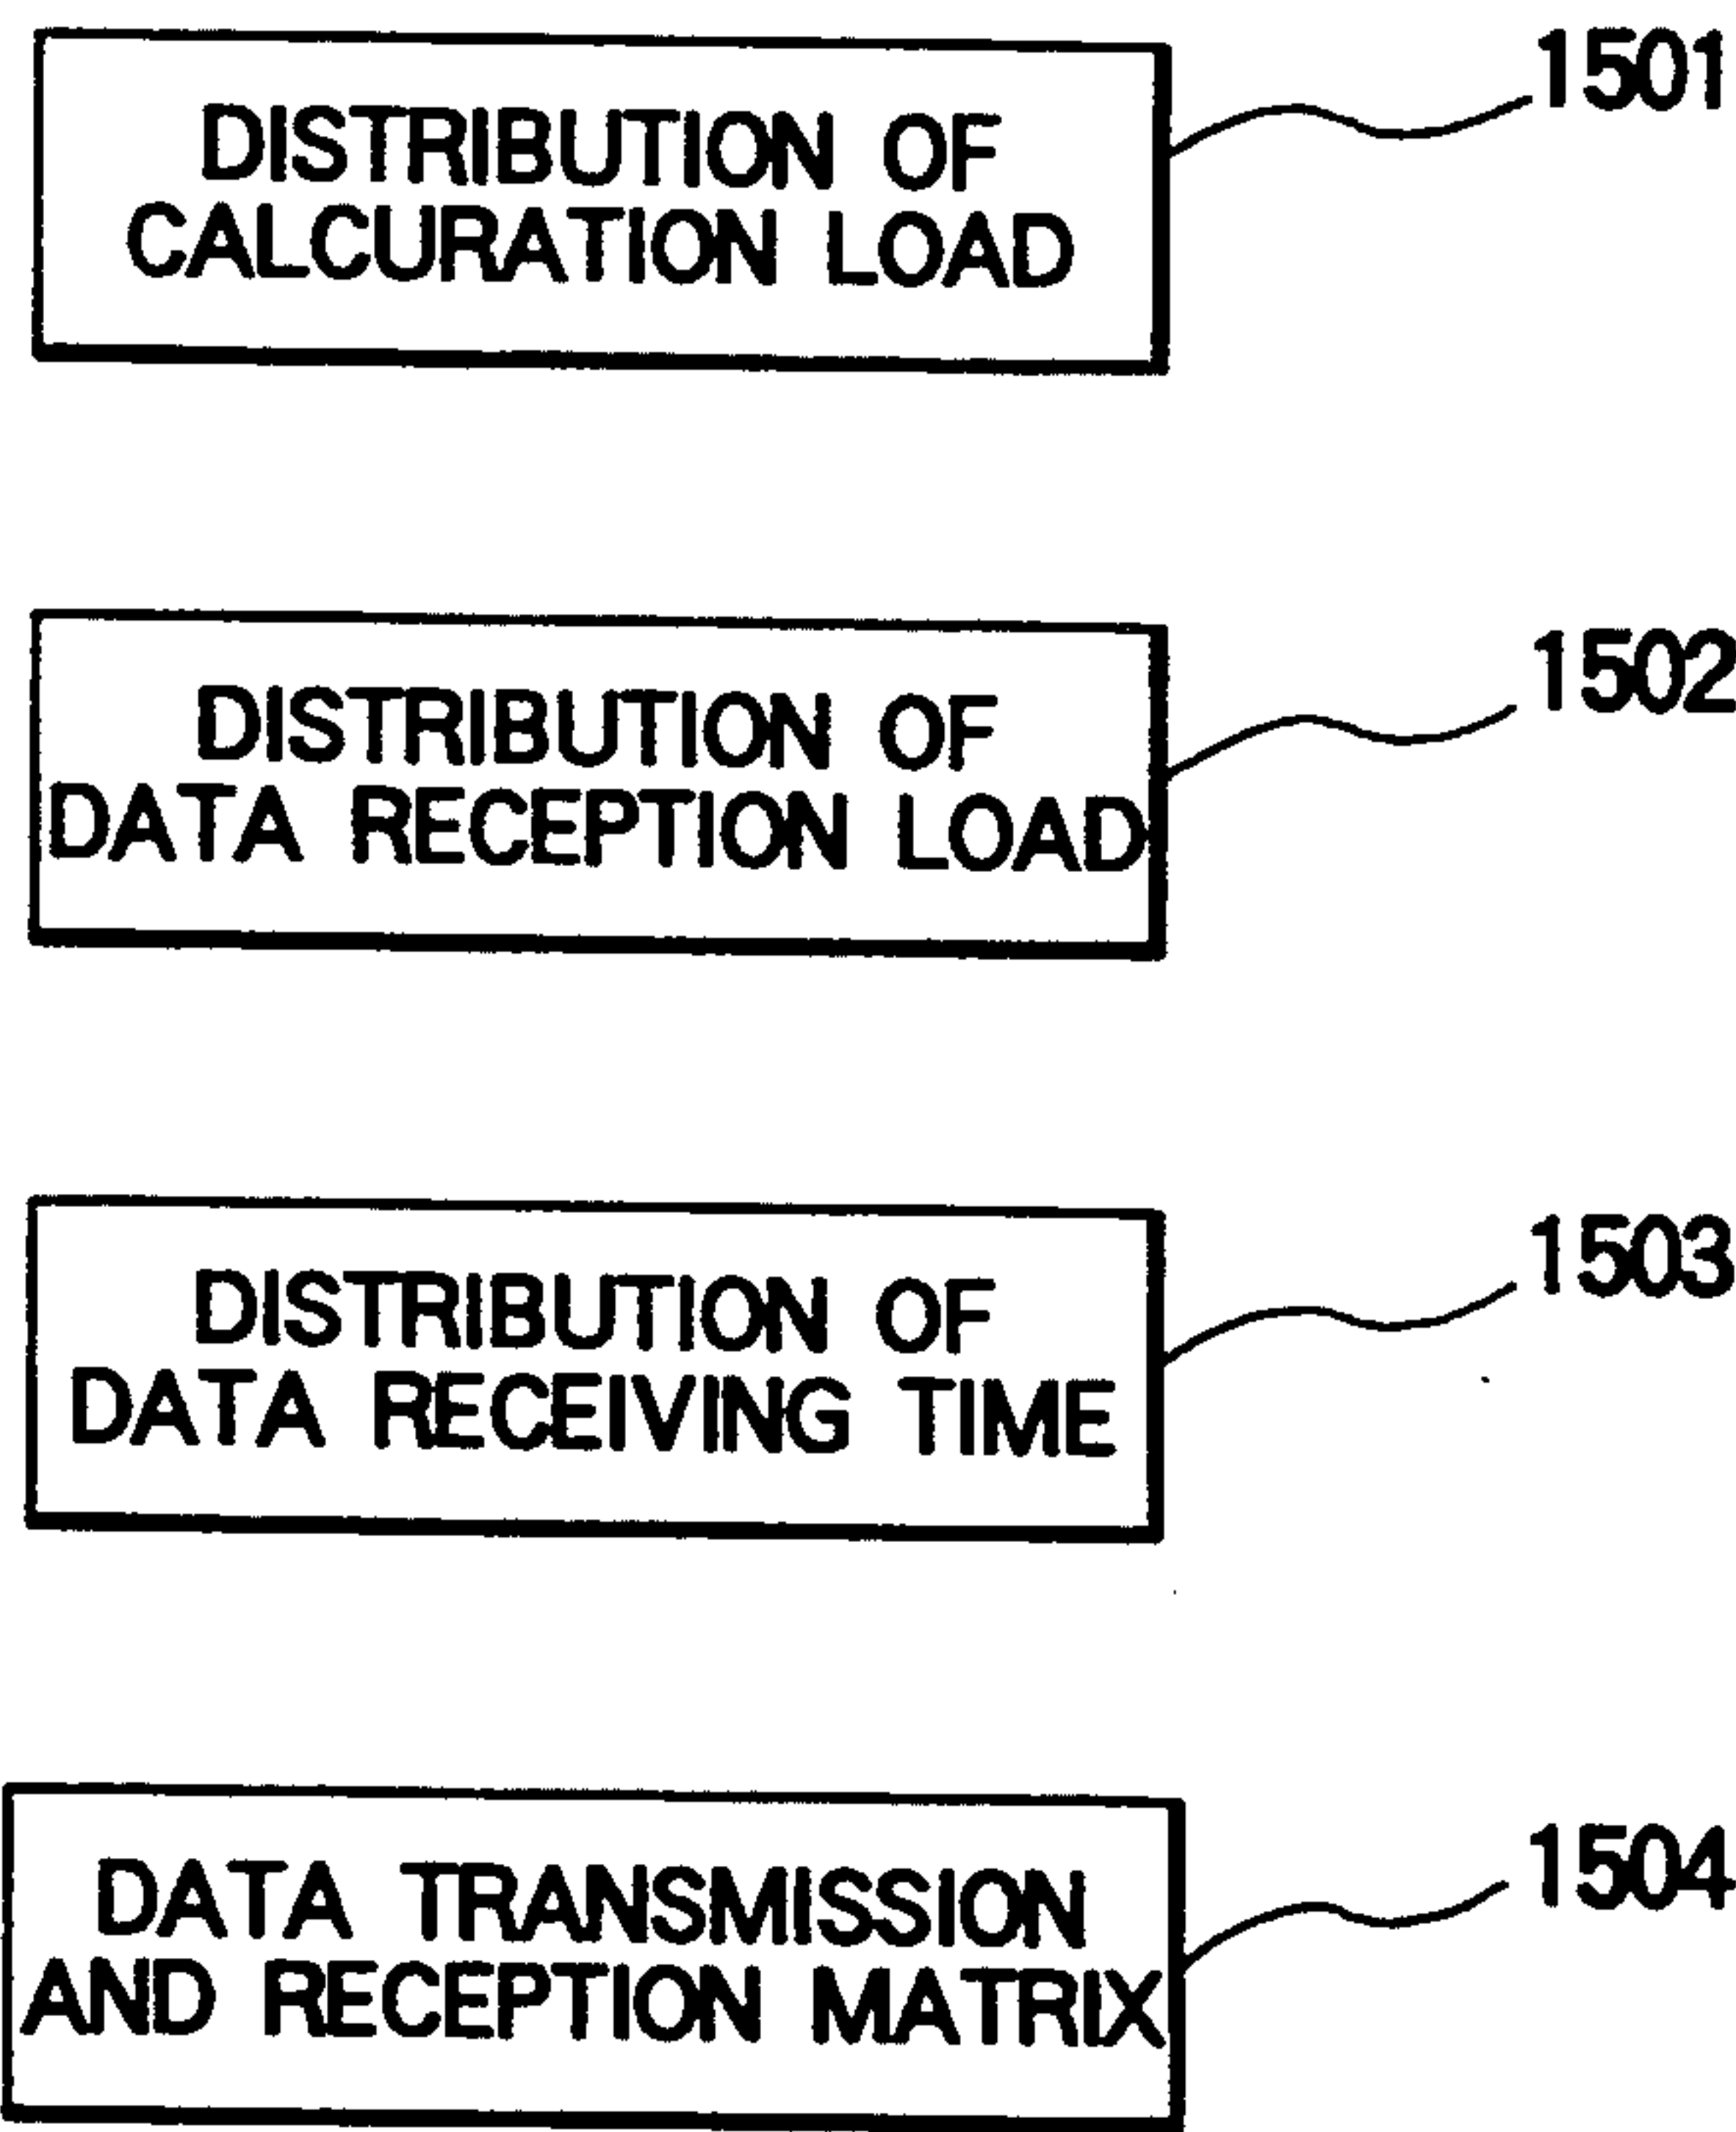 DISTRIBUTION OF
CALCURATION LOAD
1501
DISTRIBUTION OF
DATA RECEPTION LOAD
1502
DISTRIBUTION OF
DATA RECEIVING TIME
1503
DATA TRANSMISSION
AND RECEPTION MATRIX
1504